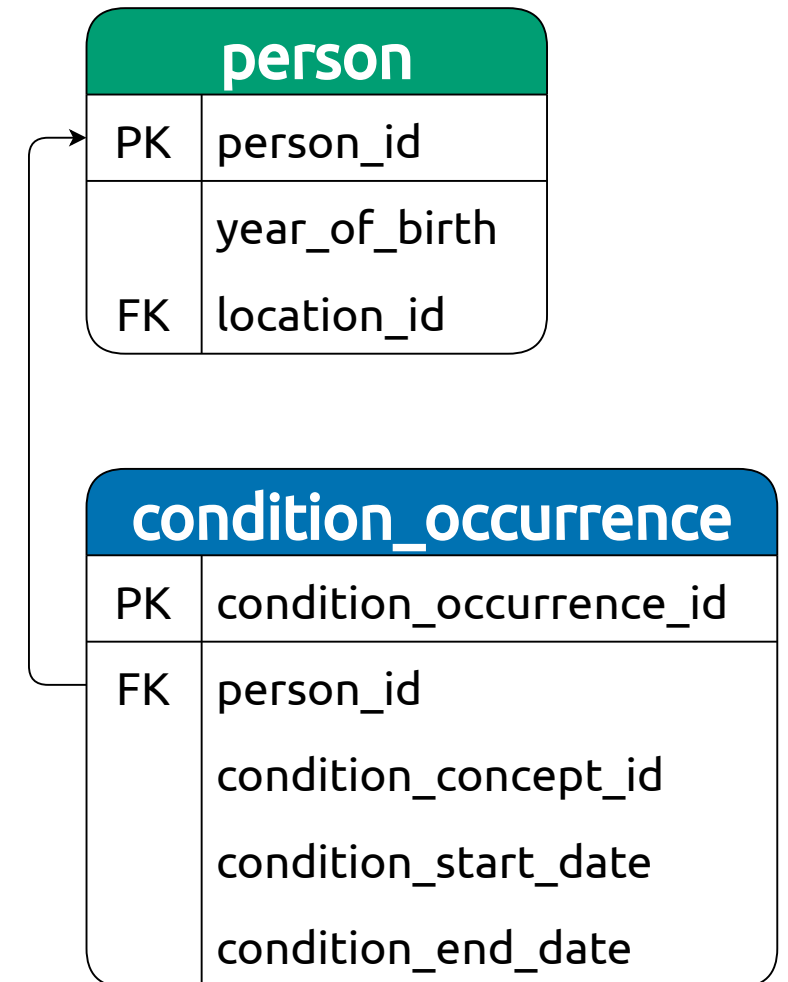 person
PK person_id
year_of_birth
FK location_id
condition_occurrence
PK condition_occurrence_id
FK person_id
condition_concept_id
condition_start_date
condition_end_date